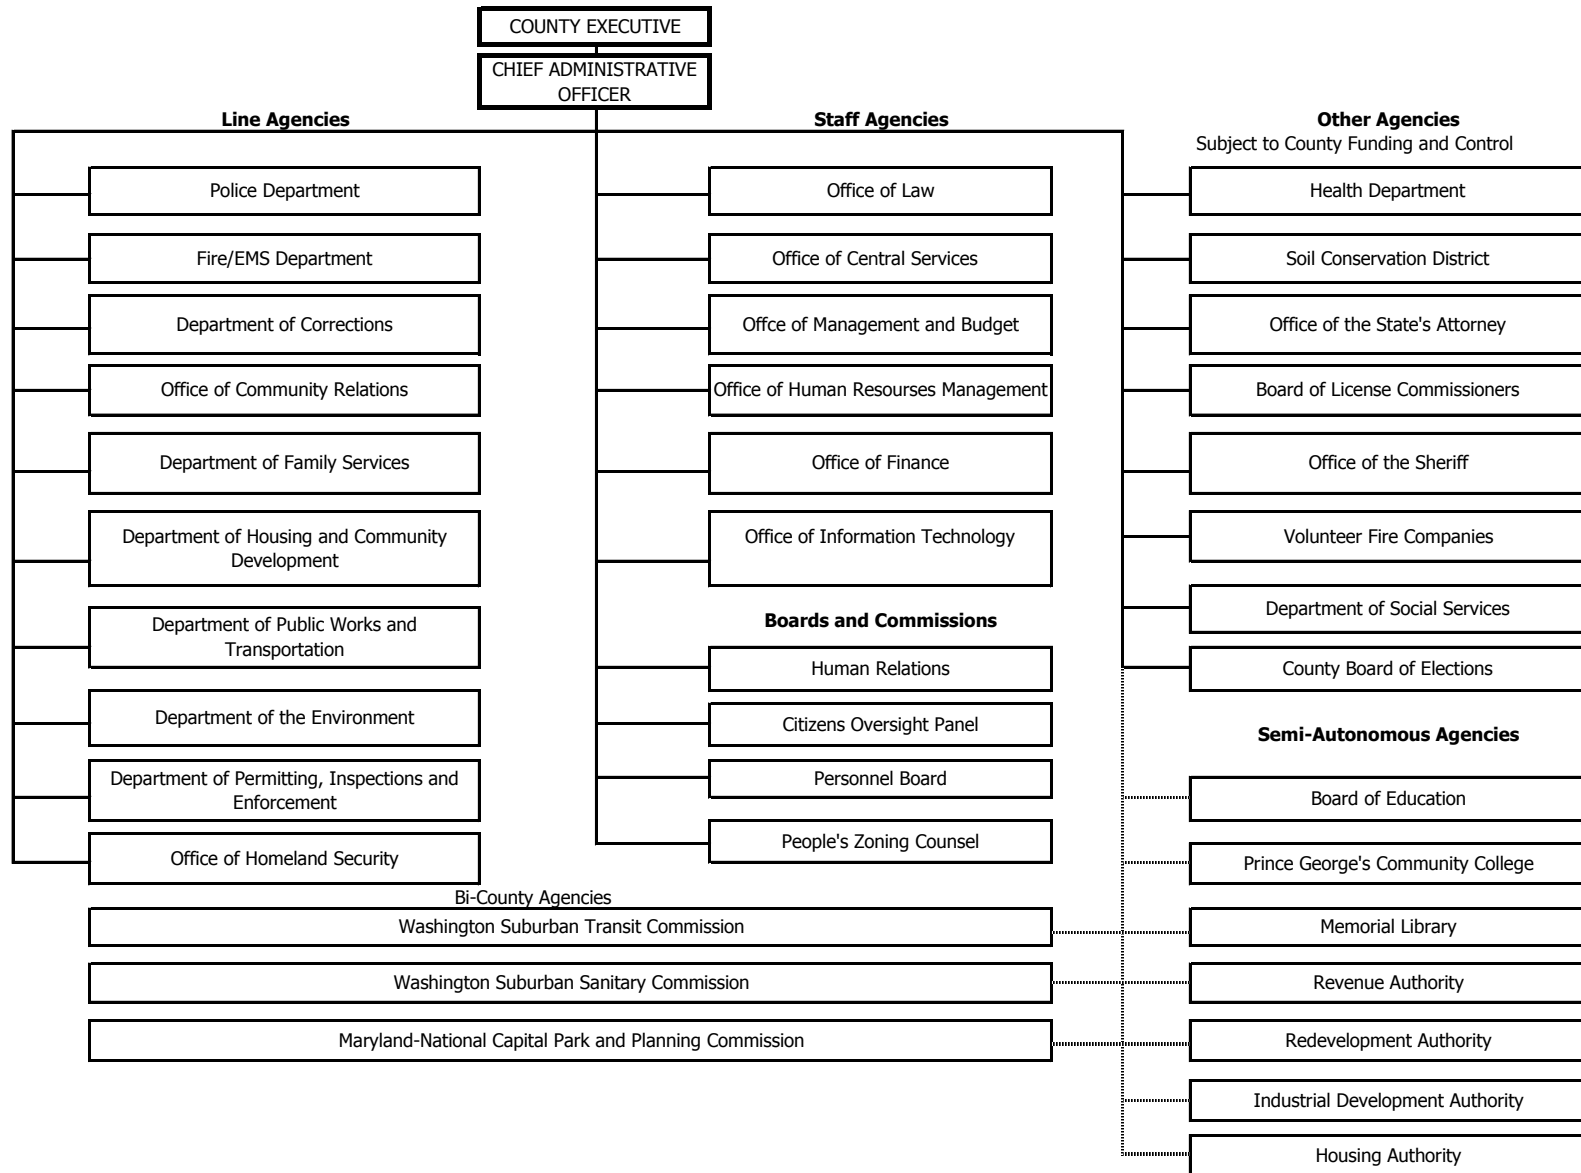 COUNTY EXECUTIVE
CHIEF ADMINISTRATIVE
OFFICER
Line Agencies
Police Department
Fire/EMS Department
Department of Corrections
Office of Community Relations
Department of Family Services
Department of Housing and Community
Development
Department of Public Works and
Transportation
Department of the Environment
Department of Permitting, Inspections and
Enforcement
Office of Homeland Security
Staff Agencies
Office of Law
Office of Central Services
Offce of Management and Budget
Office of Human Resourses Management
Office of Finance
Office of Information Technology
Boards and Commissions
Human Relations
Citizens Oversight Panel
Personnel Board
People's Zoning Counsel
Other Agencies
Subject to County Funding and Control
Health Department
Soil Conservation District
Office of the State's Attorney
Board of License Commissioners
Office of the Sheriff
Volunteer Fire Companies
Department of Social Services
County Board of Elections
Semi-Autonomous Agencies
Board of Education
Prince George's Community College
Memorial Library
Revenue Authority
Redevelopment Authority
Industrial Development Authority
Housing Authority
Bi-County Agencies
Washington Suburban Transit Commission
Washington Suburban Sanitary Commission
Maryland-National Capital Park and Planning Commission